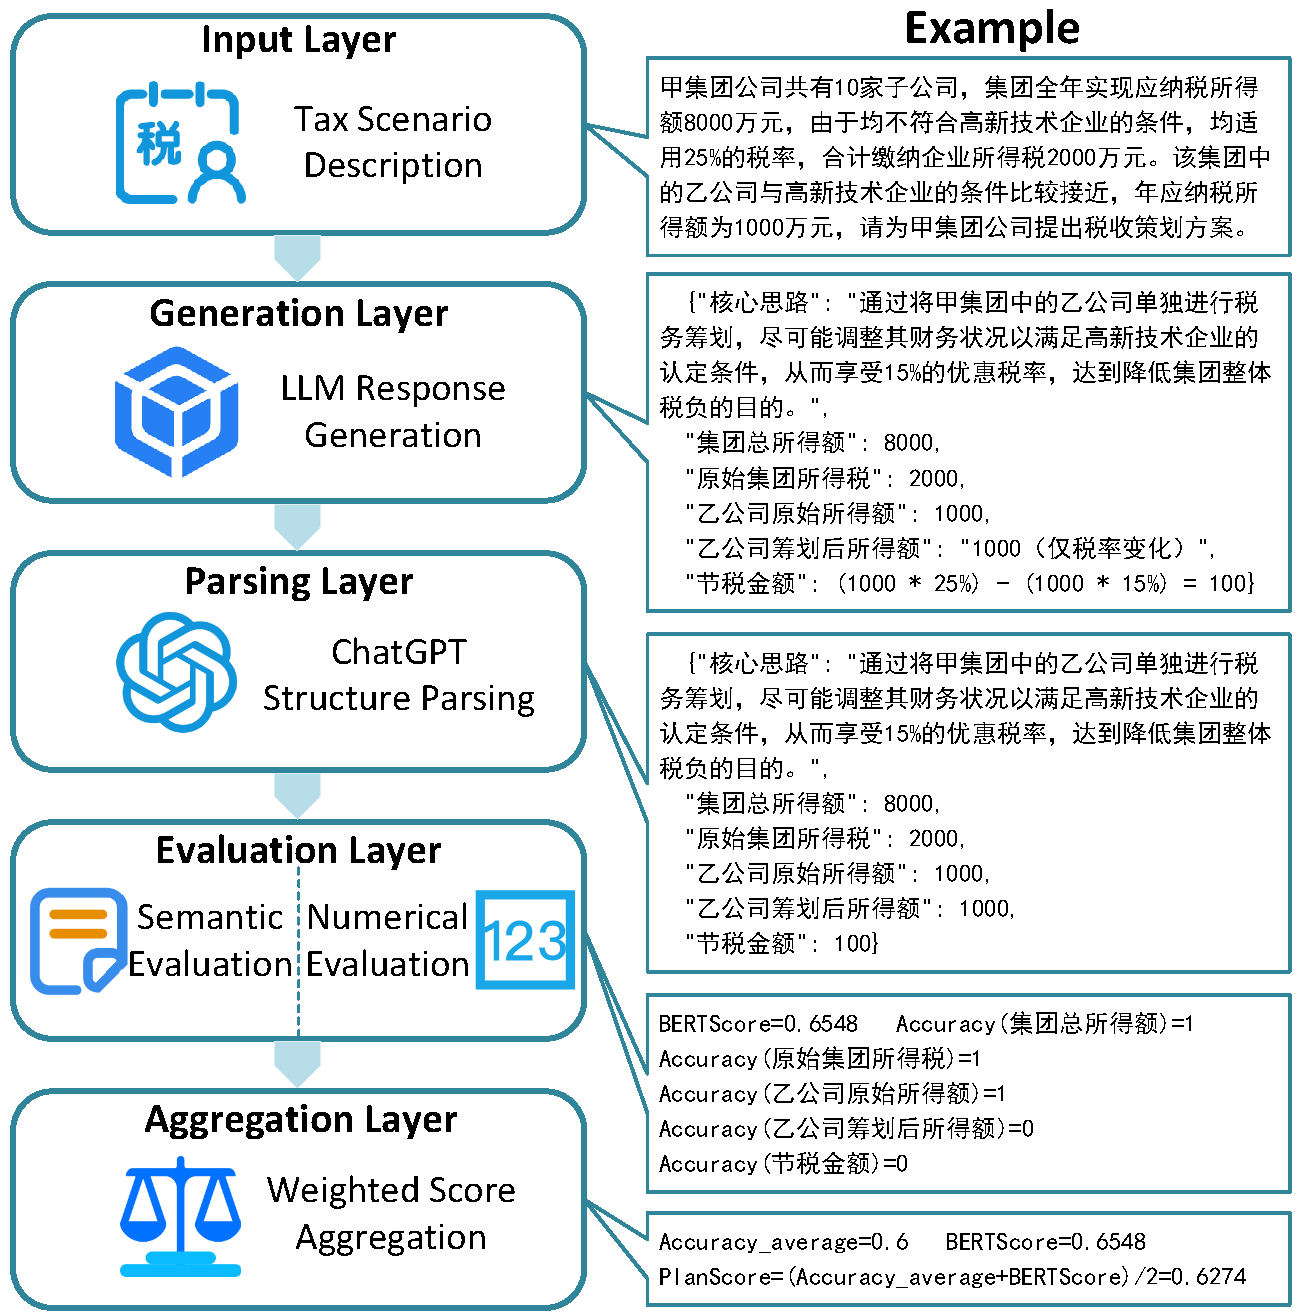 Input Layer
税
Tax Scenario
Description
Example
甲集团公司共有10家子公司，集团全年实现应纳税所得
额8000万元，由于均不符合高新技术企业的条件，均适
用25%的税率，合计缴纳企业所得税2000万元。该集团中
的乙公司与高新技术企业的条件比较接近，年应纳税所
得额为1000万元，请为甲集团公司提出税收策划方案。
Generation Layer
LLM Response
Generation
{"核心思路": "通过将甲集团中的乙公司单独进行税
务筹划，尽可能调整其财务状况以满足高新技术企业的
认定条件，从而享受15%的优惠税率，达到降低集团整体
税负的目的。",
"集团总所得额": 8000,
"原始集团所得税": 2000,
"乙公司原始所得额": 1000,
"乙公司筹划后所得额": "1000（仅税率变化）",
"节税金额": (1000 * 25%) - (1000 * 15%) = 100}
Parsing Layer
ChatGPT
Structure Parsing
{"核心思路": "通过将甲集团中的乙公司单独进行税
务筹划，尽可能调整其财务状况以满足高新技术企业的
认定条件，从而享受15%的优惠税率，达到降低集团整体
税负的目的。",
"集团总所得额": 8000,
"原始集团所得税": 2000,
"乙公司原始所得额": 1000,
"乙公司筹划后所得额": 1000,
"节税金额": 100}
Evaluation Layer
Semantic
Evaluation
Numerical
Evaluation
123
BERTScore=0.6548 Accuracy(集团总所得额)=1
Accuracy(原始集团所得税)=1
Accuracy(乙公司原始所得额)=1
Accuracy(乙公司筹划后所得额)=0
Accuracy(节税金额)=0
Aggregation Layer
Weighted Score
Aggregation
Accuracy_average=0.6 BERTScore=0.6548
PlanScore=(Accuracy_average+BERTScore)/2=0.6274